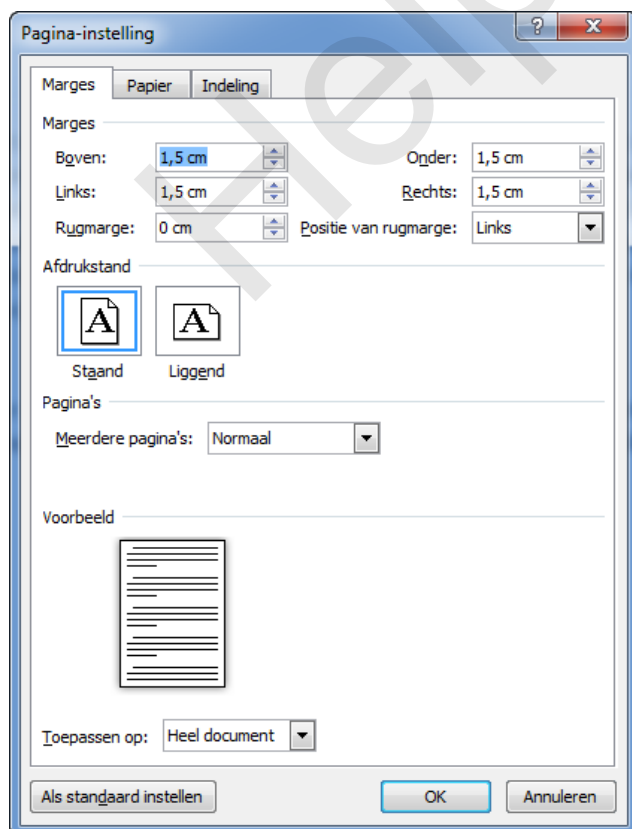 Pagina-instelling
Marges Papier Indeling
Marges
Boven: 1,5 cm Onder: 1,5 cm
Links: 1,5 cm Rechts: 1,5 cm
Rugmarge: 0 cm Positie van rugmarge: Links
Afdrukstand
A A
Staand Liggend
Pagina's
Meerdere pagina's: Normaal
Voorbeeld
Toepassen op: Heel document
Als standaard instellen OK Annuleren
Help